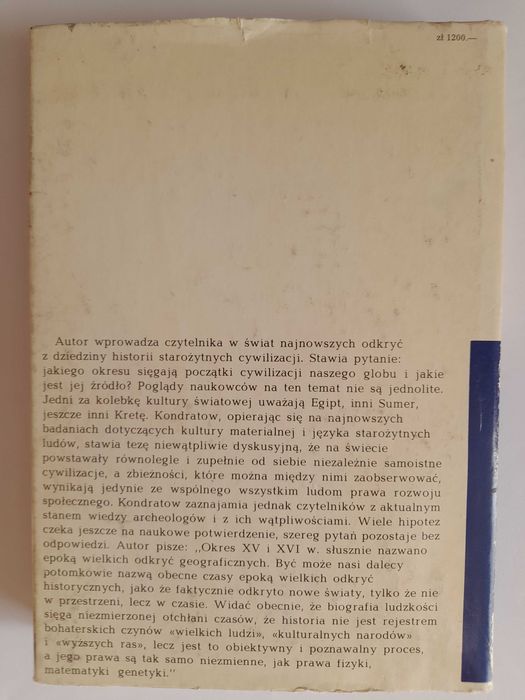 zł 1200.—
Autor wprowadza czytelnika w świat najnowszych odkryć
z dziedziny historii starożytnych cywilizacji. Stawia pytanie:
jakiego okresu sięgają początki cywilizacji naszego globu i jakie
jest jej źródło? Poglądy naukowców na ten temat nie są jednolite.
Jedni za kolebkę kultury światowej uważają Egipt, inni Sumer,
jeszcze inni Kretę. Kondratow, opierając się na najnowszych
badaniach dotyczących kultury materialnej i języka starożytnych
ludów, stawia tezę niewątpliwie dyskusyjną, że na świecie
powstawały równolegle i zupełnie od siebie niezależnie samoistne
cywilizacje, a zbieżności, które można między nimi zaobserwować,
wynikają jedynie ze wspólnego wszystkim ludom prawa rozwoju
społecznego. Kondratow zaznajamia jednak czytelników z aktualnym
stanem wiedzy archeologów i z ich wątpliwościami. Wiele hipotez
czeka jeszcze na naukowe potwierdzenie, szereg pytań pozostaje bez
odpowiedzi. Autor pisze: „Okres XV i XVI w. słusznie nazwano
epoką wielkich odkryć geograficznych. Być może nasi dalecy
potomkowie nazwą obecne czasy epoką wielkich odkryć
historycznych, jako że faktycznie odkryto nowe światy, tylko że nie
w przestrzeni, lecz w czasie. Widać obecnie, że biografia ludzkości
sięga niezmierzonej otchłani czasów, że historia nie jest rejestrem
bohaterskich czynów «wielkich ludzi», «kulturalnych narodów»
i «wyższych ras», lecz jest to obiektywny i poznawalny proces,
a jego prawa są tak samo niezmienne, jak prawa fizyki,
matematyki genetyki."